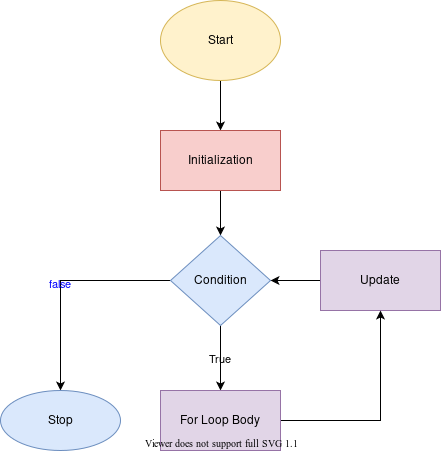 Start
Initialization
Condition
Update
false
True
Stop
For Loop Body
Viewer does not support full SVG 1.1